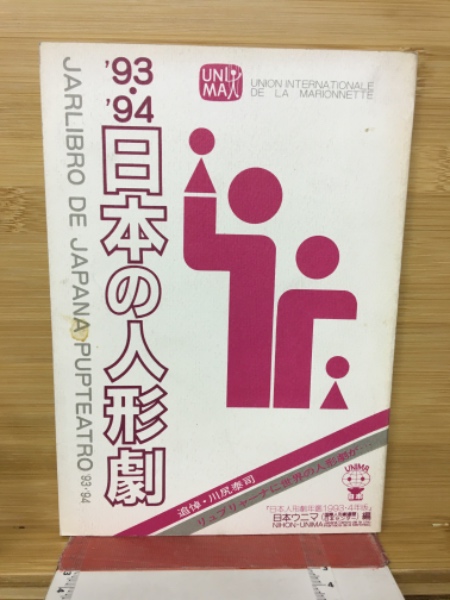 '93・'94
日本の人形劇
JARLIBRO DE JAPANA PUPTEATRO '93-'94
UNIMA
UNION INTERNATIONALE
DE LA MARIONNETTE
追悼・川尻泰司
リュブリャーナに世界の人形劇が…
UNIMA
『日本人形劇年鑑1993・4年版』
日本ウニマ
編
NIHON-UNIMA